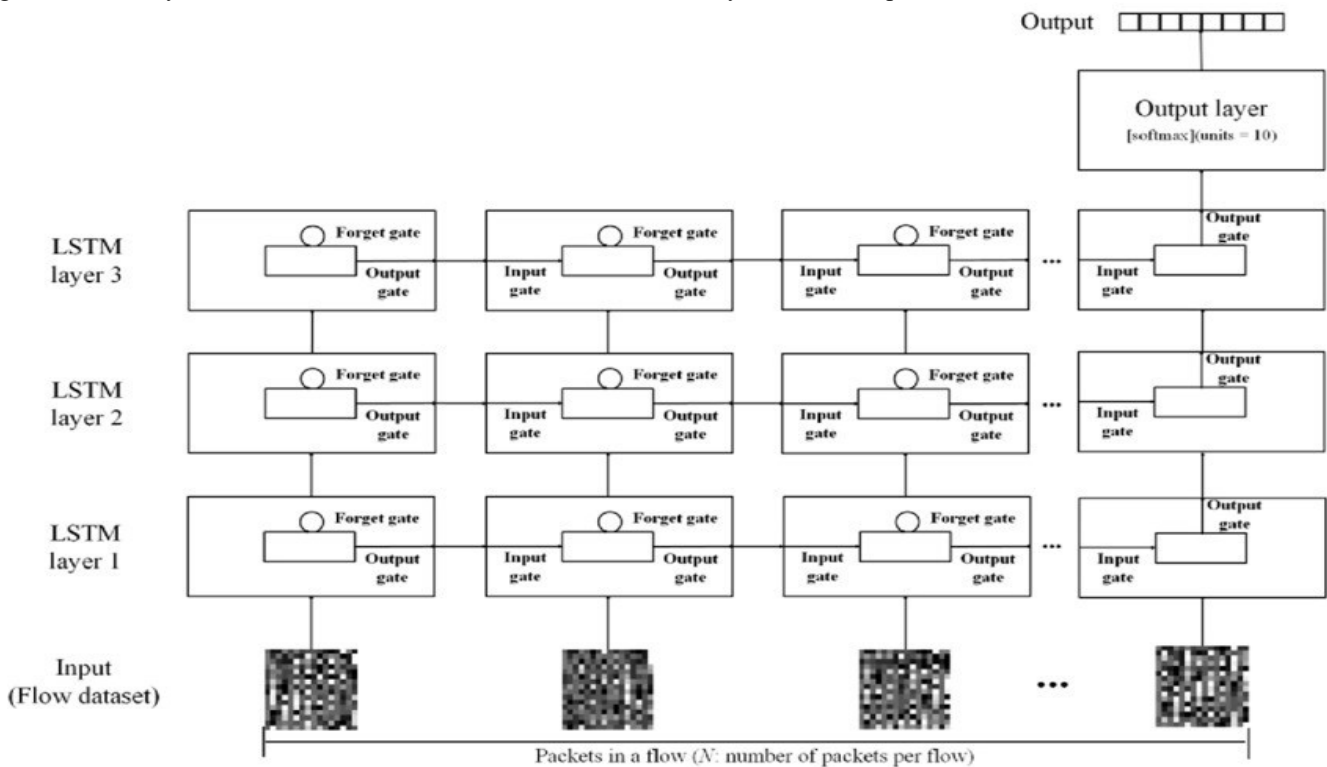 Output
Output layer
[softmax](units = 10)
LSTM
layer 3
Forget gate
Output
gate
Input
gate
Forget gate
Output
gate
Input
gate
Forget gate
Output
gate
...
Input
gate
Output
gate
LSTM
layer 2
Forget gate
Output
gate
Input
gate
Forget gate
Output
gate
Input
gate
Forget gate
Output
gate
...
Input
gate
Output
gate
LSTM
layer 1
Forget gate
Output
gate
Input
gate
Forget gate
Output
gate
Input
gate
Forget gate
Output
gate
...
Input
gate
Output
gate
Input
(Flow dataset)
...
Packets in a flow (N: number of packets per flow)